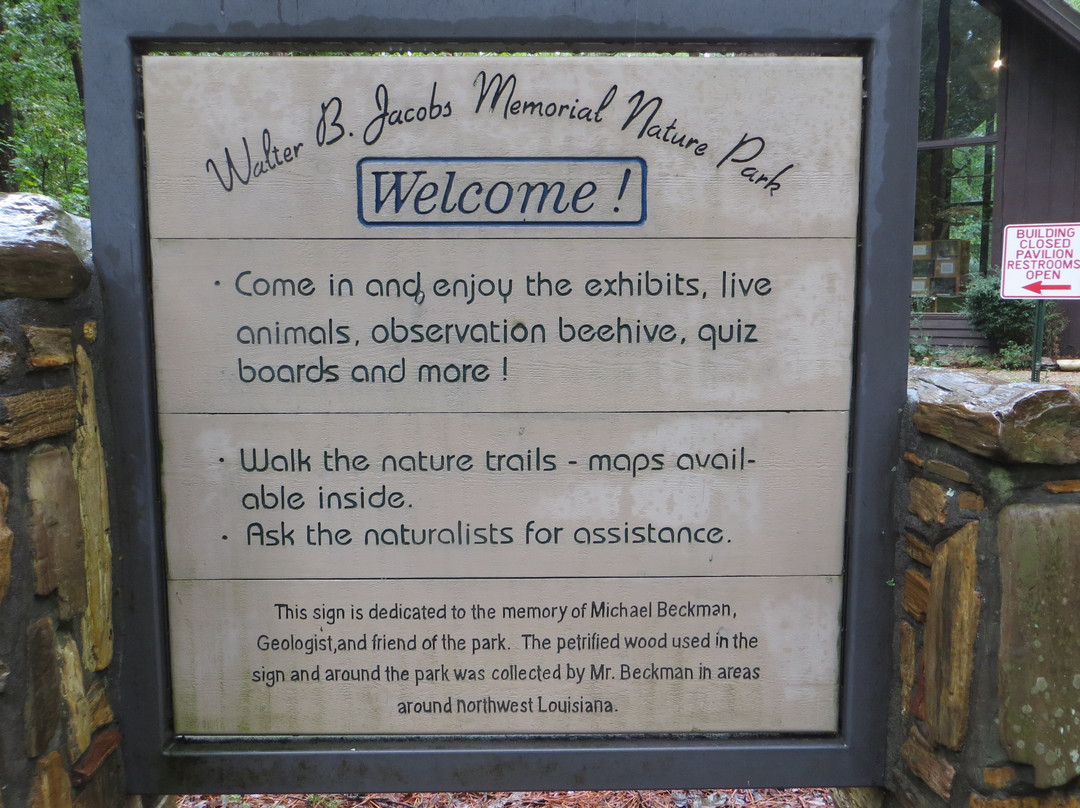 Walter B. Jacobs Memorial Nature Park
Welcome !
• Come in and enjoy the exhibits, live
animals, observation beehive, quiz
boards and more !
• Walk the nature trails - maps avail-
able inside.
• Ask the naturalists for assistance.
This sign is dedicated to the memory of Michael Beckman,
Geologist,and friend of the park. The petrified wood used in the
sign and around the park was collected by Mr. Beckman in areas
around northwest Louisiana.
BUILDING
CLOSED
PAVILION
RESTROOMS
OPEN